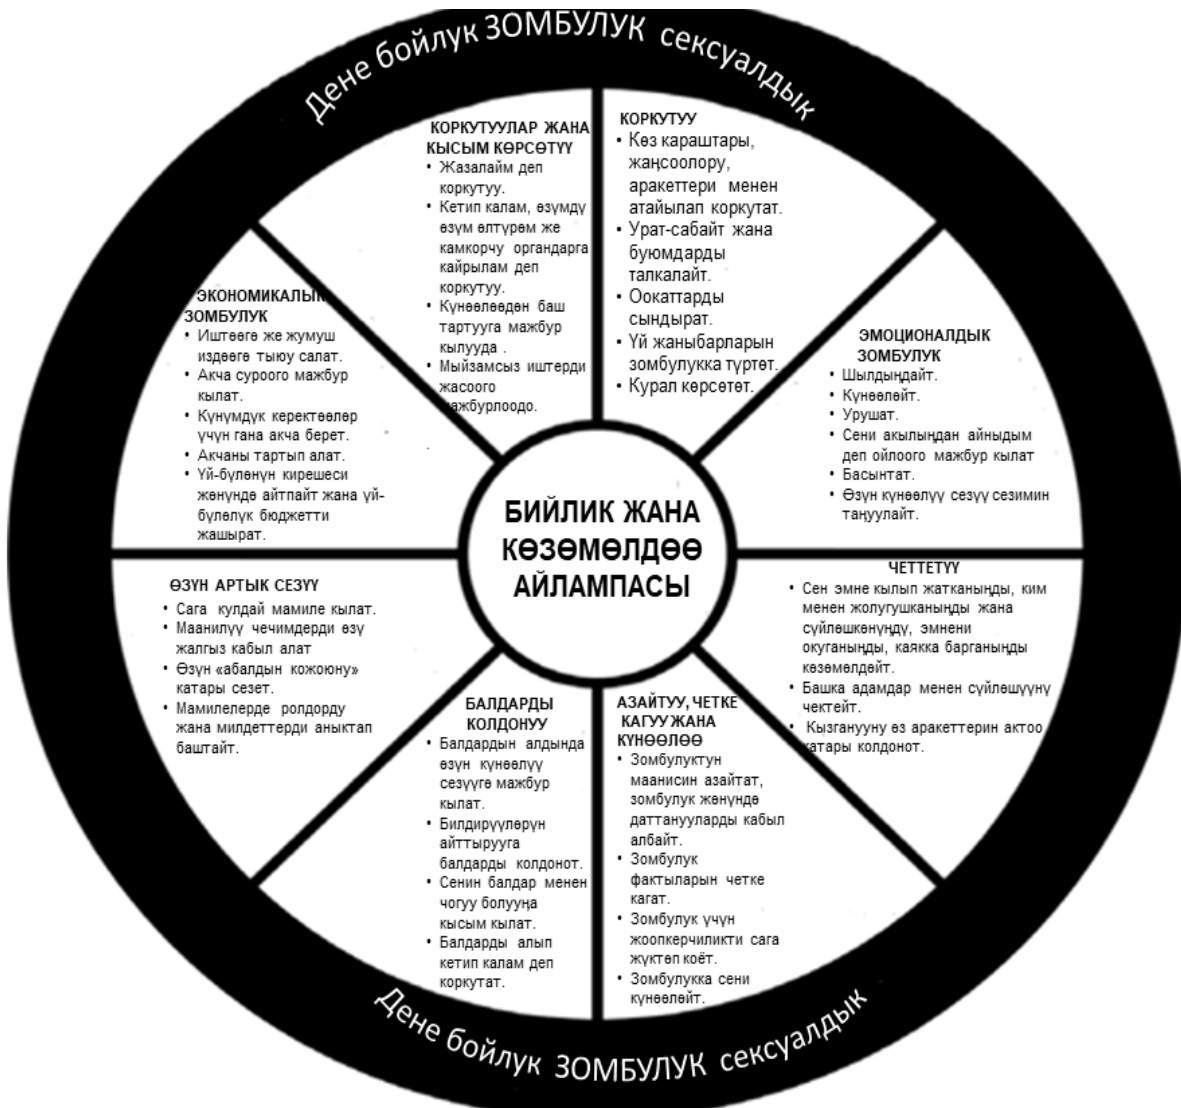 Дене бойлук ЗОМБУЛУК сексуалдык
КОРКУТУУЛАР ЖАНА
КЫСЫМ КӨРСӨТҮҮ
• Жазалайм деп
коркутуу.
• Кетип калам, өзүмдү
өзүм өлтүрөм же
камкорчу органдарга
кайрылам деп
коркутуу.
• Күнөөлөөдөн баш
тартууга мажбур
кылууда .
• Мыйзамсыз иштерди
жасоого
мажбурлоодо.
КОРКУТУУ
• Көз караштары,
жаңсоолору,
аракеттери менен
атайылап коркутат.
• Урат-сабайт жана
буюмдарды
талкалайт.
• Оокаттарды
сындырат.
• Үй жаныбарларын
зомбулукка түртөт.
• Курал көрсөтөт.
ЭМОЦИОНАЛДЫК
ЗОМБУЛУК
• Шылдыңдайт.
• Күнөөлөйт.
• Урушат.
• Сени акылыңдан айныдым
деп ойлоого мажбур кылат
• Басынтат.
• Өзүн күнөөлүү сезүү сезимин
таңуулайт.
ЧЕТТЕТҮҮ
• Сен эмне кылып жатканыңды, ким
менен жолугушканыңды жана
сүйлөшкөнүңдү, эмнени
окуганыңды, каякка барганыңды
көзөмөлдөйт.
• Башка адамдар менен сүйлөшүүнү
чектейт.
• Кызганууну өз аракеттерин актоо
катары колдонот.
АЗАЙТУУ, ЧЕТКЕ
КАГУУ ЖАНА
КҮНӨӨЛӨӨ
• Зомбулуктун
маанисин азайтат,
зомбулук жөнүндө
даттанууларды кабыл
албайт.
• Зомбулук
фактыларын четке
кагат.
• Зомбулук үчүн
жоопкерчиликти сага
жүктөп коёт.
• Зомбулукка сени
күнөөлөйт.
БАЛДАРДЫ
КОЛДОНУУ
• Балдардын алдында
өзүн күнөөлүү
сезүүгө мажбур
кылат.
• Билдирүүлөрүн
айттырууга
балдарды колдонот.
• Сенин балдар менен
чогуу болууңа
кысым кылат.
• Балдарды алып
кетип калам деп
коркутат.
ӨЗҮН АРТЫК СЕЗҮҮ
• Сага кулдай мамиле кылат.
• Маанилүү чечимдерди өзү
жалгыз кабыл алат
• Өзүн «абалдын кожоюну»
катары сезет.
• Мамилелерде ролдорду
жана милдеттерди аныктап
баштайт.
ЭКОНОМИКАЛЫК
ЗОМБУЛУК
• Иштөөгө же жумуш
издөөгө тыюу салат.
• Акча суроого мажбур
кылат.
• Күнүмдүк керектөөлөр
үчүн гана акча берет.
• Акчаны тартып алат.
• Үй-бүлөнүн кирешеси
жөнүндө айтпайт жана үй-
бүлөлүк бюджетти
жашырат.
БИЙЛИК ЖАНА
КӨЗӨМӨЛДӨӨ
АЙЛАМПАСЫ
Дене бойлук ЗОМБУЛУК сексуалдык